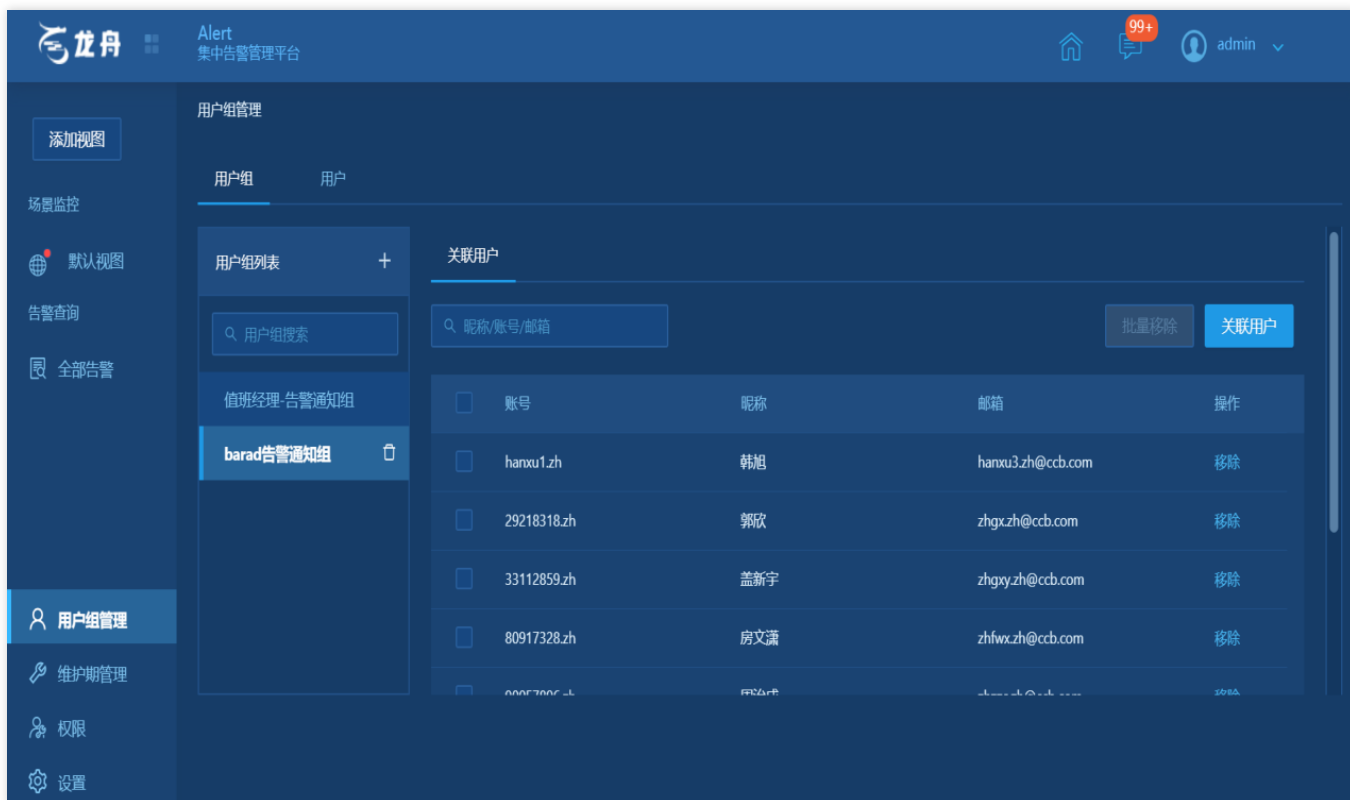 龙舟
Alert
集中告警管理平台
99+
admin
添加视图
场景监控
默认视图
告警查询
全部告警
用户组管理
维护期管理
权限
设置
用户组管理
用户组 用户
用户组列表 +
用户组搜索
值班经理-告警通知组
barad告警通知组
关联用户
昵称/账号/邮箱
批量移除 关联用户
账号 昵称 邮箱 操作
hanxu1.zh 韩旭 hanxu3.zh@ccb.com 移除
29218318.zh 郭欣 zhgx.zh@ccb.com 移除
33112859.zh 盖新宇 zhgxy.zh@ccb.com 移除
80917328.zh 房文潇 zhfwx.zh@ccb.com 移除